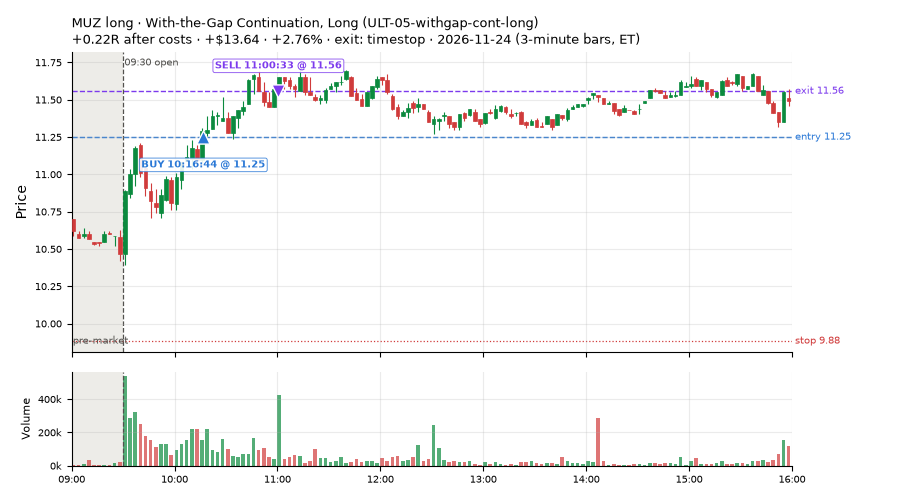 MUZ long · With-the-Gap Continuation, Long (ULT-05-withgap-cont-long)
+0.22R after costs · +$13.64 · +2.76% · exit: timestop · 2026-11-24 (3-minute bars, ET)
09:30 open
SELL 11:00:33 @ 11.56
BUY 10:16:44 @ 11.25
exit 11.56
entry 11.25
stop 9.88
pre-market
Price
11.75
11.50
11.25
11.00
10.75
10.50
10.25
10.00
Volume
400k
200k
0k
09:00
10:00
11:00
12:00
13:00
14:00
15:00
16:00